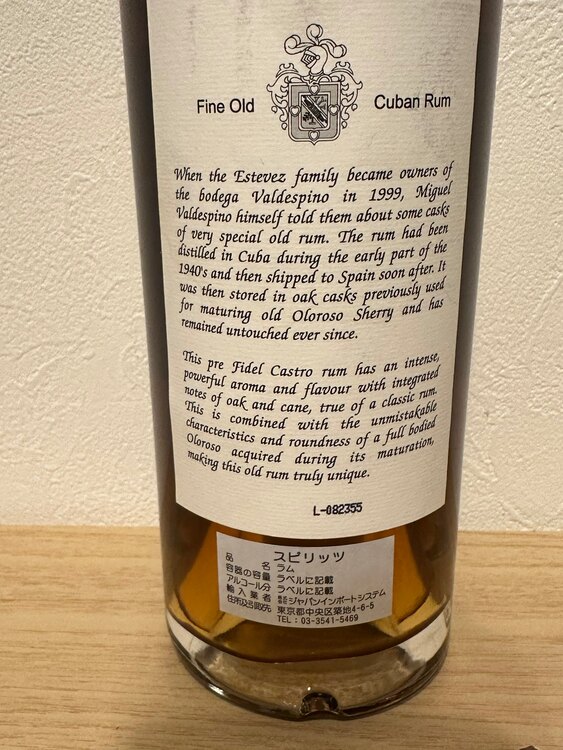 Fine Old Cuban Rum
When the Estevez family became owners of
the bodega Valdespino in 1999, Miguel
Valdespino himself told them about some casks
of very special old rum. The rum had been
distilled in Cuba during the early part of the
1940's and then shipped to Spain soon after. It
was then stored in oak casks previously used
for maturing old Oloroso Sherry and has
remained untouched ever since.
This pre Fidel Castro rum has an intense,
powerful aroma and flavour with integrated
notes of oak and cane, true of a classic rum.
This is combined with the unmistakable
characteristics and roundness of a full bodied
Oloroso acquired during its maturation,
making this old rum truly unique.
L-082355
品名 スピリッツ
ラム
容器の容量 ラベルに記載
アルコール分 ラベルに記載
輸入業者 株式会社ジャパンインポートシステム
住所及引取先 東京都中央区築地4-6-5
TEL:03-3541-5469